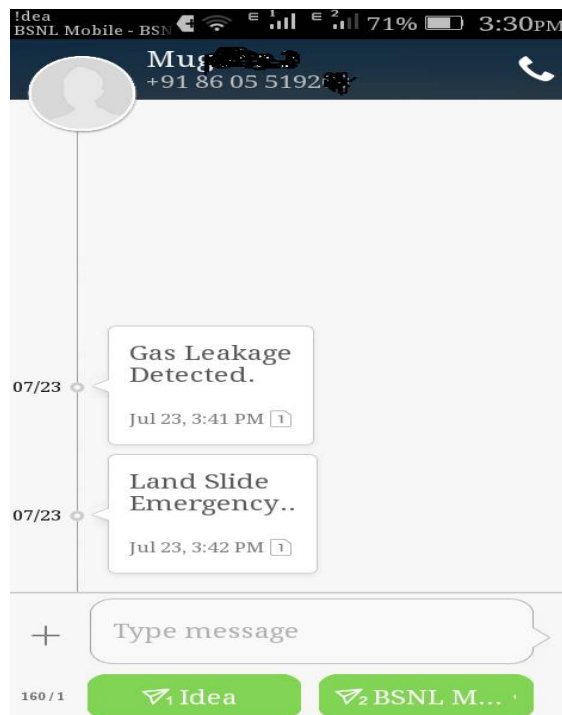 !dea
BSNL Mobile - BSN E 1 E 2 71% 3:30PM
+91 86 05 5192
Gas Leakage
Detected.
07/23
Jul 23, 3:41 PM 1
Land Slide
Emergency..
07/23
Jul 23, 3:42 PM 1
Type message
160 / 1
1 Idea
2 BSNL M...